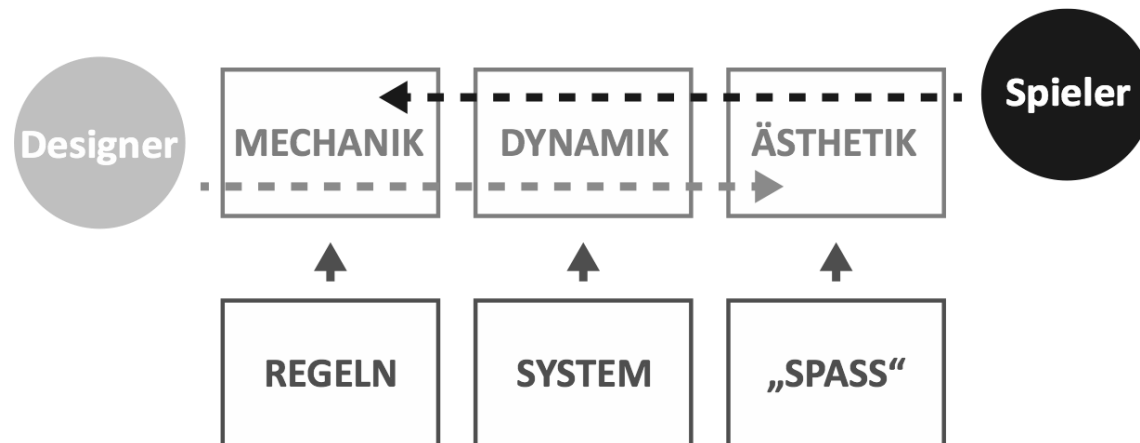 Spieler
Designer
MECHANIK
DYNAMIK
ÄSTHETIK
REGELN
SYSTEM
„SPASS“